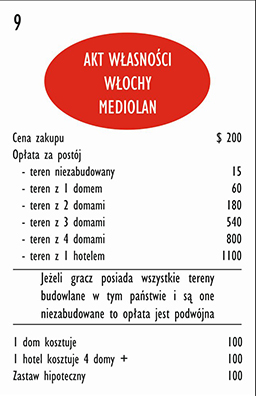 9
AKT WŁASNOŚCI
WŁOCHY
MEDIOLAN
Cena zakupu $ 200
Opłata za postój
- teren niezabudowany 15
- teren z 1 domem 60
- teren z 2 domami 180
- teren z 3 domami 540
- teren z 4 domami 800
- teren z 1 hotelem 1100
Jeżeli gracz posiada wszystkie tereny
budowlane w tym państwie i są one
niezabudowane to opłata jest podwójna
1 dom kosztuje 100
1 hotel kosztuje 4 domy + 100
Zastaw hipoteczny 100